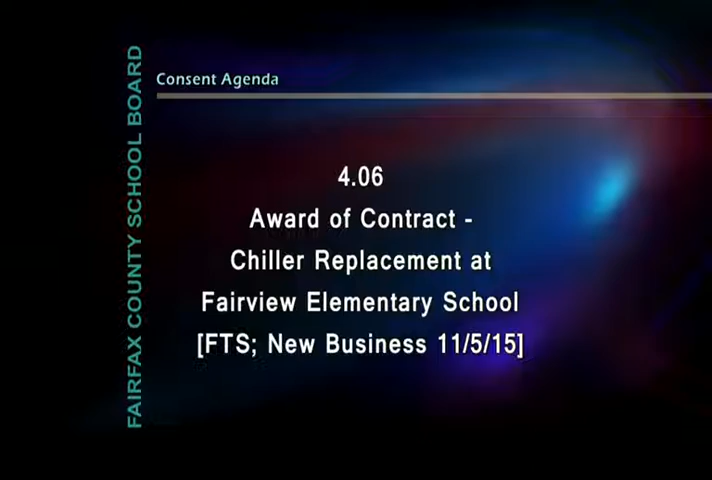 FAIRFAX COUNTY SCHOOL BOARD
Consent Agenda
4.06
Award of Contract -
Chiller Replacement at
Fairview Elementary School
[FTS; New Business 11/5/15]